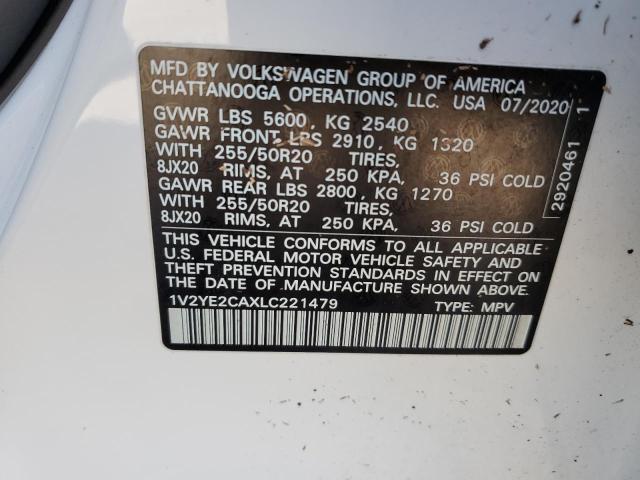 MFD BY VOLKSWAGEN GROUP OF AMERICA
CHATTANOOGA OPERATIONS, LLC. USA 07/2020
GVWR LBS 5600, KG 2540
GAWR FRONT LBS 2910, KG 1320
WITH 255/50R20 TIRES,
8JX20 RIMS, AT 250 KPA, 36 PSI COLD
GAWR REAR LBS 2800, KG 1270
WITH 255/50R20 TIRES,
8JX20 RIMS, AT 250 KPA, 36 PSI COLD
THIS VEHICLE CONFORMS TO ALL APPLICABLE
U.S. FEDERAL MOTOR VEHICLE SAFETY AND
THEFT PREVENTION STANDARDS IN EFFECT ON
THE DATE OF MANUFACTURE SHOWN ABOVE.
1V2YE2CAXLC221479 TYPE: MPV
2920461 1